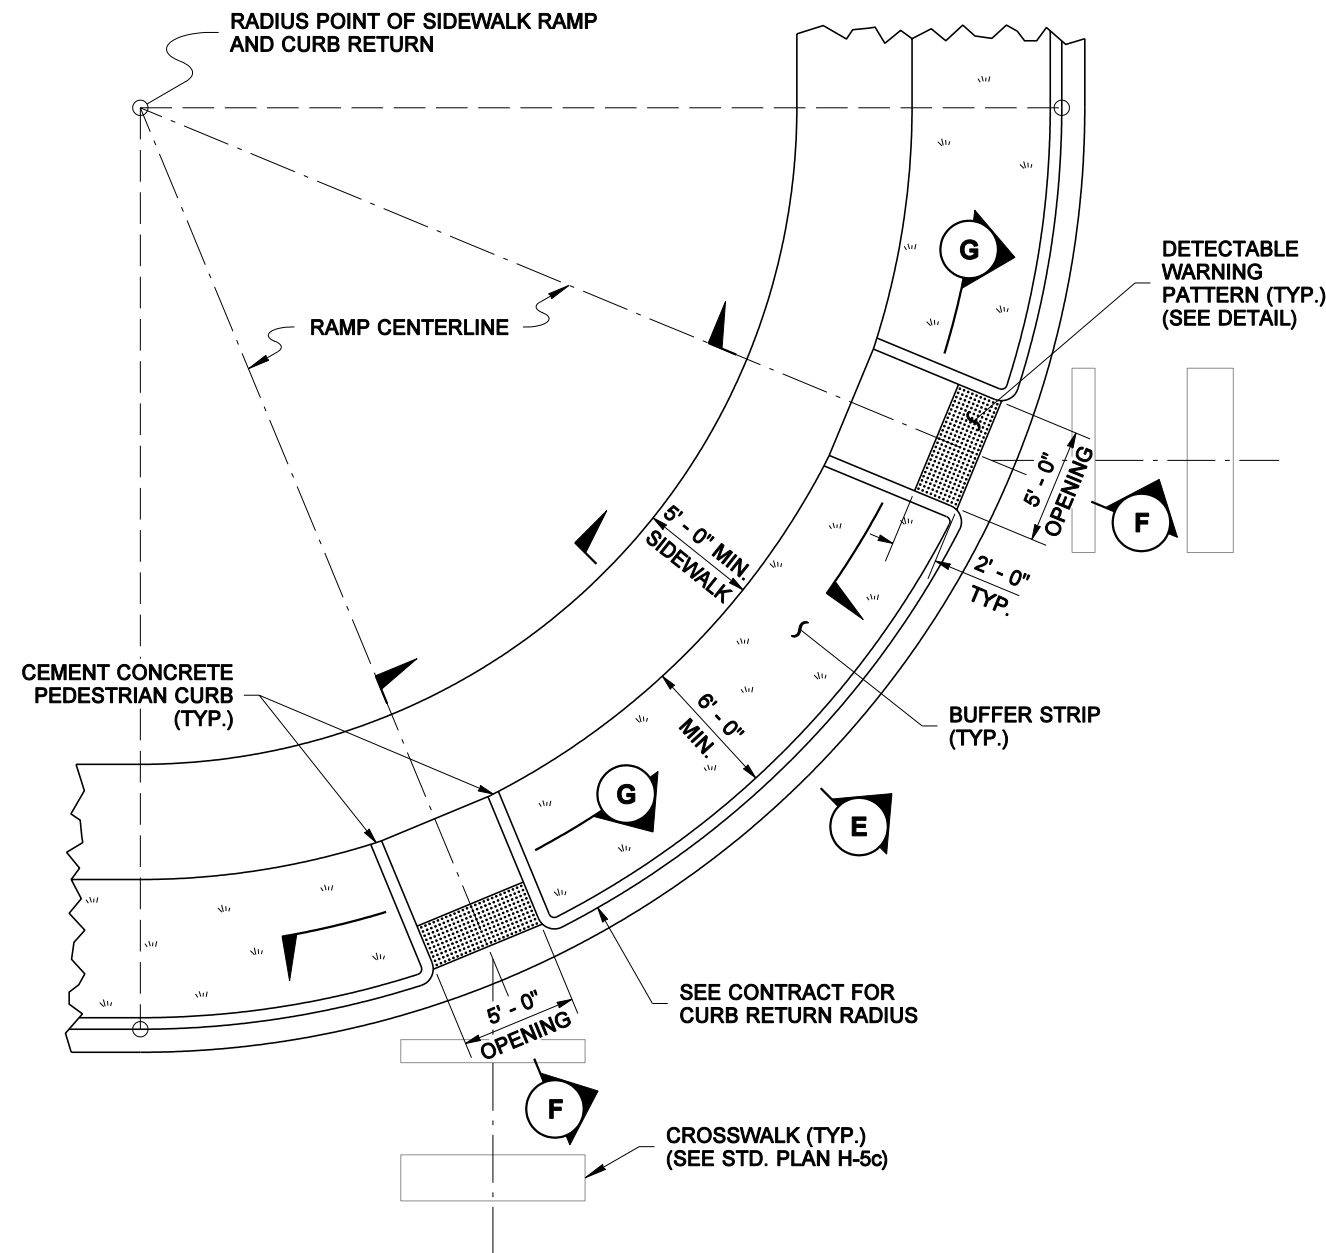 RADIUS POINT OF SIDEWALK RAMP
AND CURB RETURN
G
DETECTABLE
WARNING
PATTERN (TYP.)
(SEE DETAIL)
RAMP CENTERLINE
5' - 0"
OPENING
F
5' - 0" MIN.
SIDEWALK
2' - 0"
TYP.
CEMENT CONCRETE
PEDESTRIAN CURB
(TYP.)
6' - 0"
MIN.
BUFFER STRIP
(TYP.)
G
E
SEE CONTRACT FOR
CURB RETURN RADIUS
5' - 0"
OPENING
F
CROSSWALK (TYP.)
(SEE STD. PLAN H-5c)